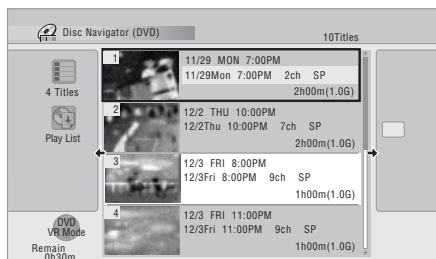 Disc Navigator (DVD)
10Titles
4 Titles
Play List
DVD
VR Mode
Remain
0h30m
1
11/29 MON 7:00PM
11/29Mon 7:00PM 2ch SP
2h00m(1.0G)
2
12/2 THU 10:00PM
12/2Thu 10:00PM 7ch SP
2h00m(1.0G)
3
12/3 FRI 8:00PM
12/3Fri 8:00PM 9ch SP
1h00m(1.0G)
4
12/3 FRI 11:00PM
12/3Fri 11:00PM 9ch SP
1h00m(1.0G)